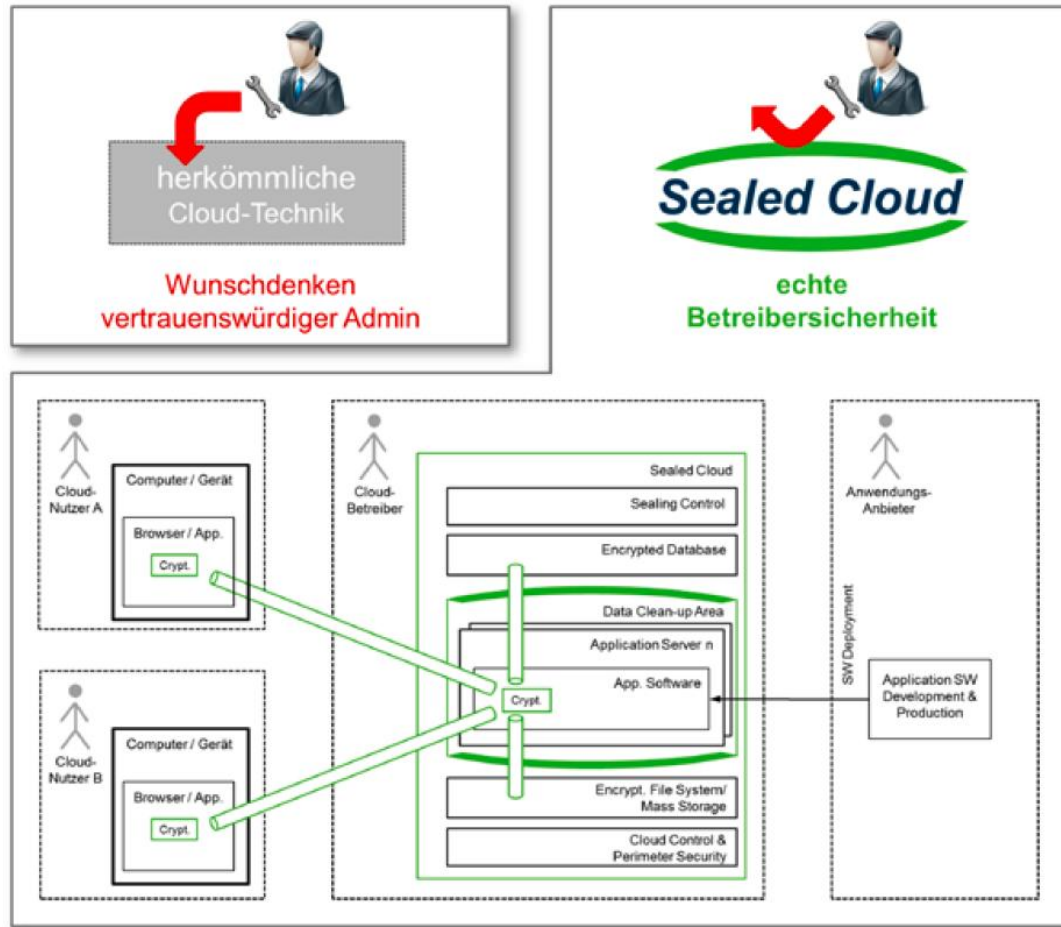 herkömmliche
Cloud-Technik
Wunschdenken
vertrauenswürdiger Admin
Sealed Cloud
echte
Betreibersicherheit
Cloud-
Nutzer A
Computer / Gerät
Browser / App.
Crypt.
Cloud-
Nutzer B
Computer / Gerät
Browser / App.
Crypt.
Cloud-
Betreiber
Sealed Cloud
Sealing Control
Encrypted Database
Data Clean-up Area
Application Server n
App. Software
Crypt.
Encrypt. File System/
Mass Storage
Cloud Control &
Perimeter Security
Anwendungs-
Anbieter
SW Deployment
Application SW
Development &
Production